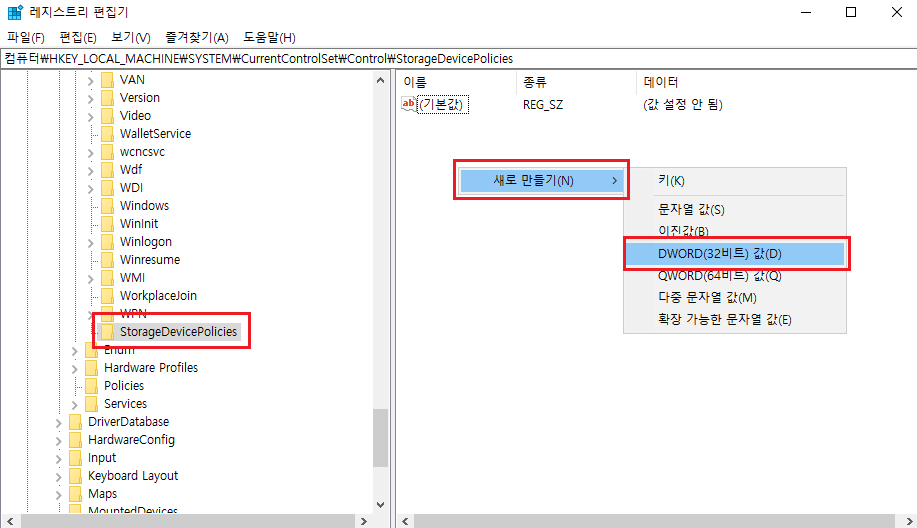 레지스트리 편집기
파일(F) 편집(E) 보기(V) 즐겨찾기(A) 도움말(H)
컴퓨터₩HKEY_LOCAL_MACHINE₩SYSTEM₩CurrentControlSet₩Control₩StorageDevicePolicies
VAN
Version
Video
WalletService
wcncsvc
Wdf
WDI
Windows
WinInit
Winlogon
Winresume
WMI
WorkplaceJoin
WPN
StorageDevicePolicies
Enum
Hardware Profiles
Policies
Services
DriverDatabase
HardwareConfig
Input
Keyboard Layout
Maps
MountedDevices
이름 종류 데이터
ab (기본값) REG_SZ (값 설정 안 됨)
새로 만들기(N)
키(K)
문자열 값(S)
이진값(B)
DWORD(32비트) 값(D)
QWORD(64비트) 값(Q)
다중 문자열 값(M)
확장 가능한 문자열 값(E)